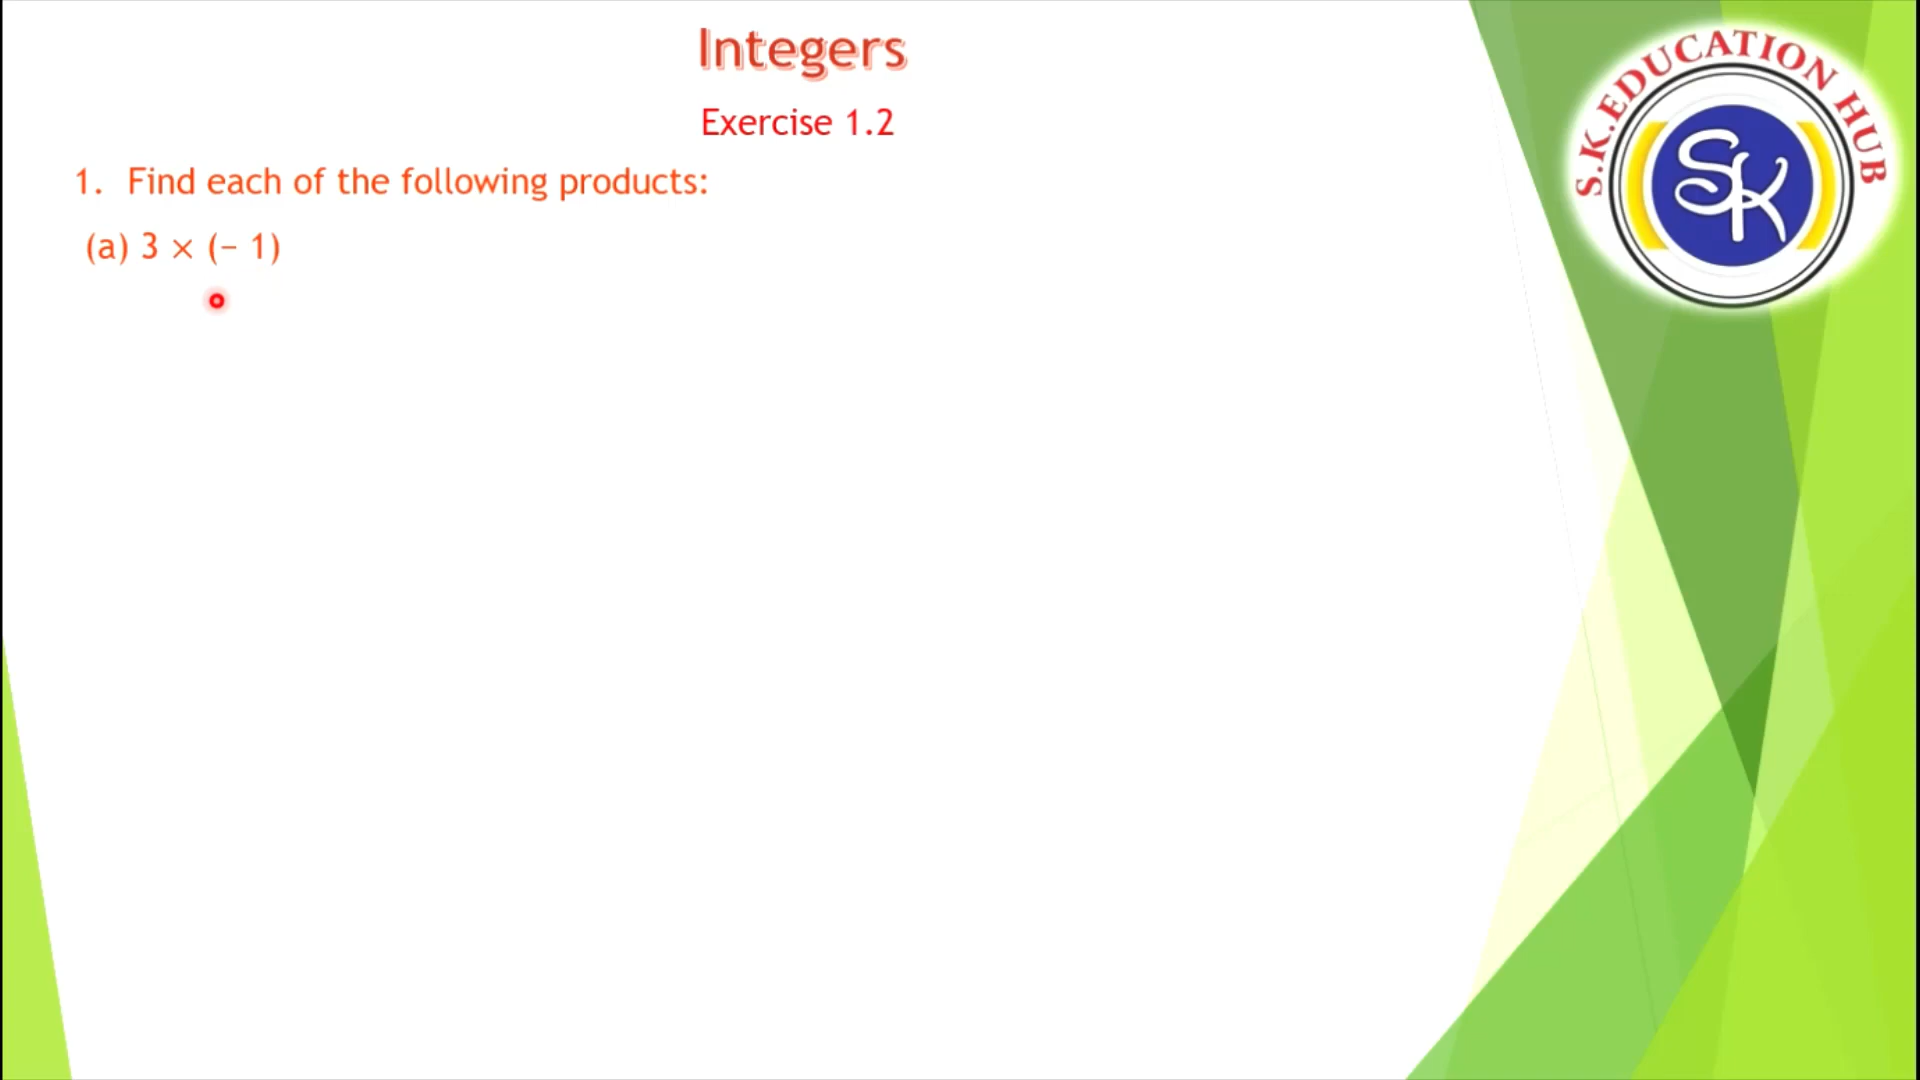 Integers
S.K.EDUCATION HUB
SK
Exercise 1.2
1. Find each of the following products:
(a) 3 × (− 1)